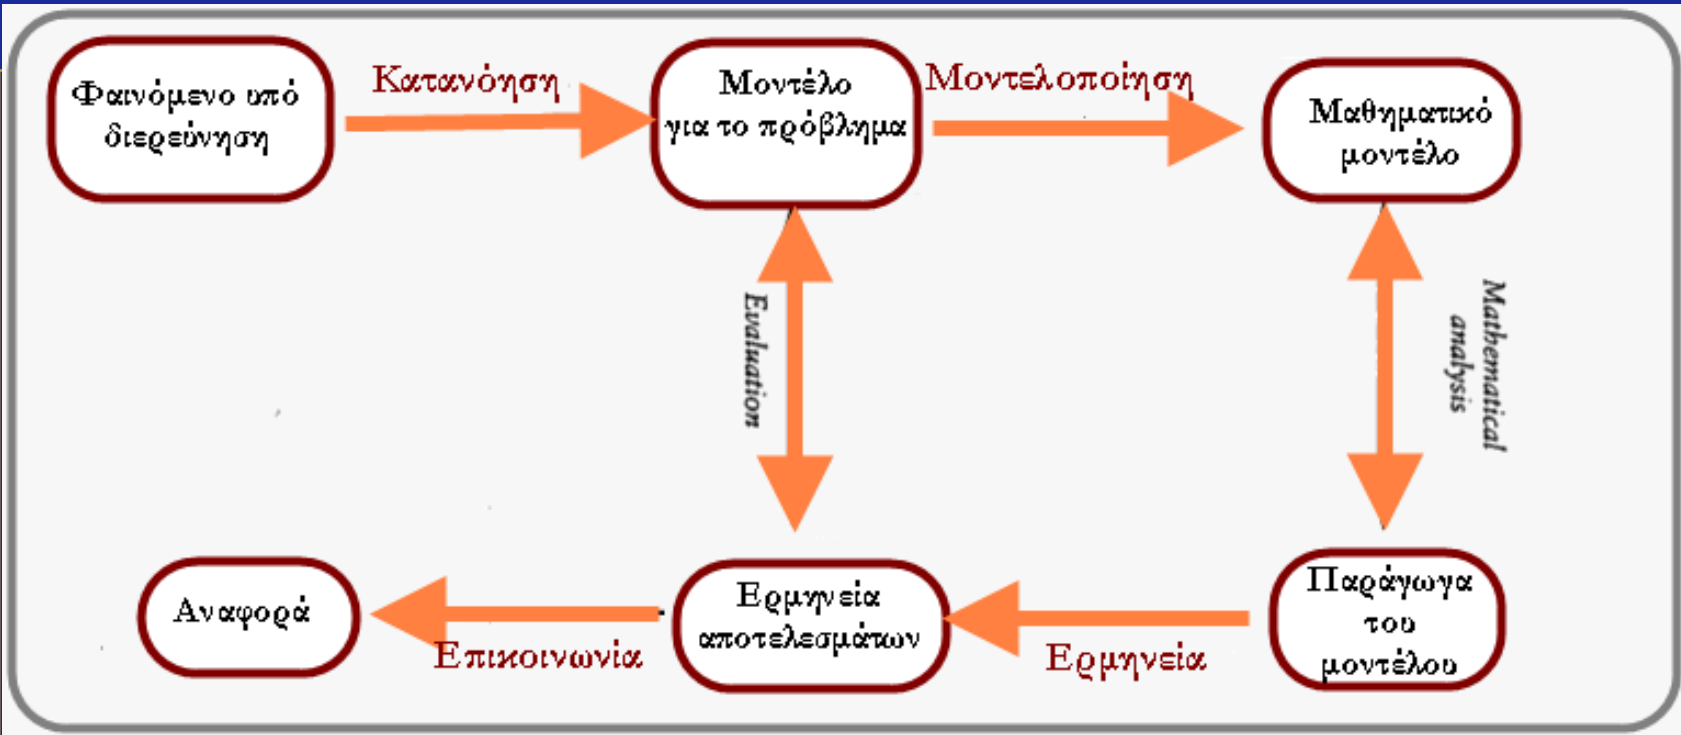 Φαινόμενο υπό
διερεύνηση
Κατανόηση
Μοντέλο
για το πρόβλημα
Μοντελοποίηση
Μαθηματικό
μοντέλο
Evaluation
Mathematical
analysis
Αναφορά
Επικοινωνία
Ερμηνεία
αποτελεσμάτων
Ερμηνεία
Παράγωγα
του
μοντέλου